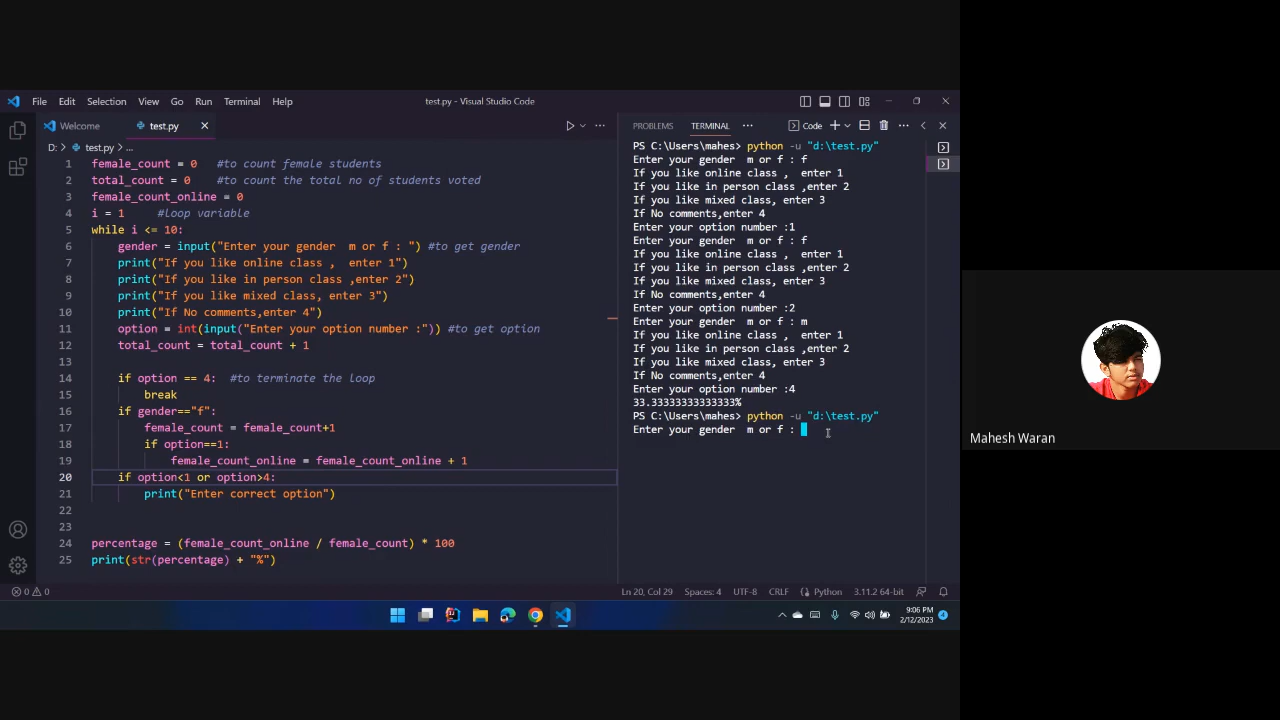 File Edit Selection View Go Run Terminal Help
test.py - Visual Studio Code
Welcome
test.py
D: > test.py > ...
1 female_count = 0 #to count female students
2 total_count = 0 #to count the total no of students voted
3 female_count_online = 0
4 i = 1 #loop variable
5 while i <= 10:
6 gender = input("Enter your gender m or f : ") #to get gender
7 print("If you like online class , enter 1")
8 print("If you like in person class ,enter 2")
9 print("If you like mixed class, enter 3")
10 print("If No comments,enter 4")
11 option = int(input("Enter your option number :")) #to get option
12 total_count = total_count + 1
13
14 if option == 4: #to terminate the loop
15 break
16 if gender=="f":
17 female_count = female_count+1
18 if option==1:
19 female_count_online = female_count_online + 1
20 if option<1 or option>4:
21 print("Enter correct option")
22
23
24 percentage = (female_count_online / female_count) * 100
25 print(str(percentage) + "%")
PROBLEMS TERMINAL ... Code
PS C:\Users\mahes> python -u "d:\test.py"
Enter your gender m or f : f
If you like online class , enter 1
If you like in person class ,enter 2
If you like mixed class, enter 3
If No comments,enter 4
Enter your option number :1
Enter your gender m or f : f
If you like online class , enter 1
If you like in person class ,enter 2
If you like mixed class, enter 3
If No comments,enter 4
Enter your option number :2
Enter your gender m or f : m
If you like online class , enter 1
If you like in person class ,enter 2
If you like mixed class, enter 3
If No comments,enter 4
Enter your option number :4
33.33333333333333%
PS C:\Users\mahes> python -u "d:\test.py"
Enter your gender m or f :
0 0
Ln 20, Col 29 Spaces: 4 UTF-8 CRLF Python 3.11.2 64-bit
9:06 PM
2/12/2023
4
Mahesh Waran